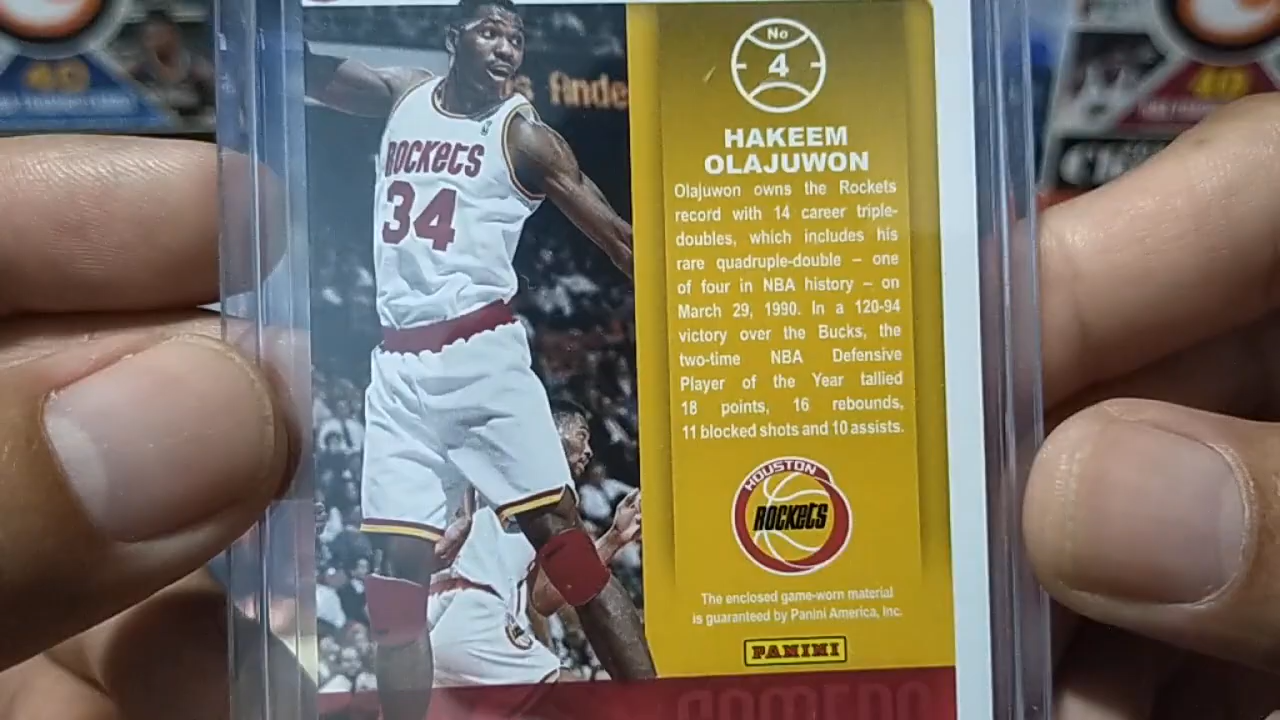 40
40
finde
ROCKETS
34
No
4
HAKEEM
OLAJUWON
Olajuwon owns the Rockets
record with 14 career triple-
doubles, which includes his
rare quadruple-double – one
of four in NBA history – on
March 29, 1990. In a 120-94
victory over the Bucks, the
two-time NBA Defensive
Player of the Year tallied
18 points, 16 rebounds,
11 blocked shots and 10 assists.
HOUSTON
ROCKETS
The enclosed game-worn material
is guaranteed by Panini America, Inc.
PANINI